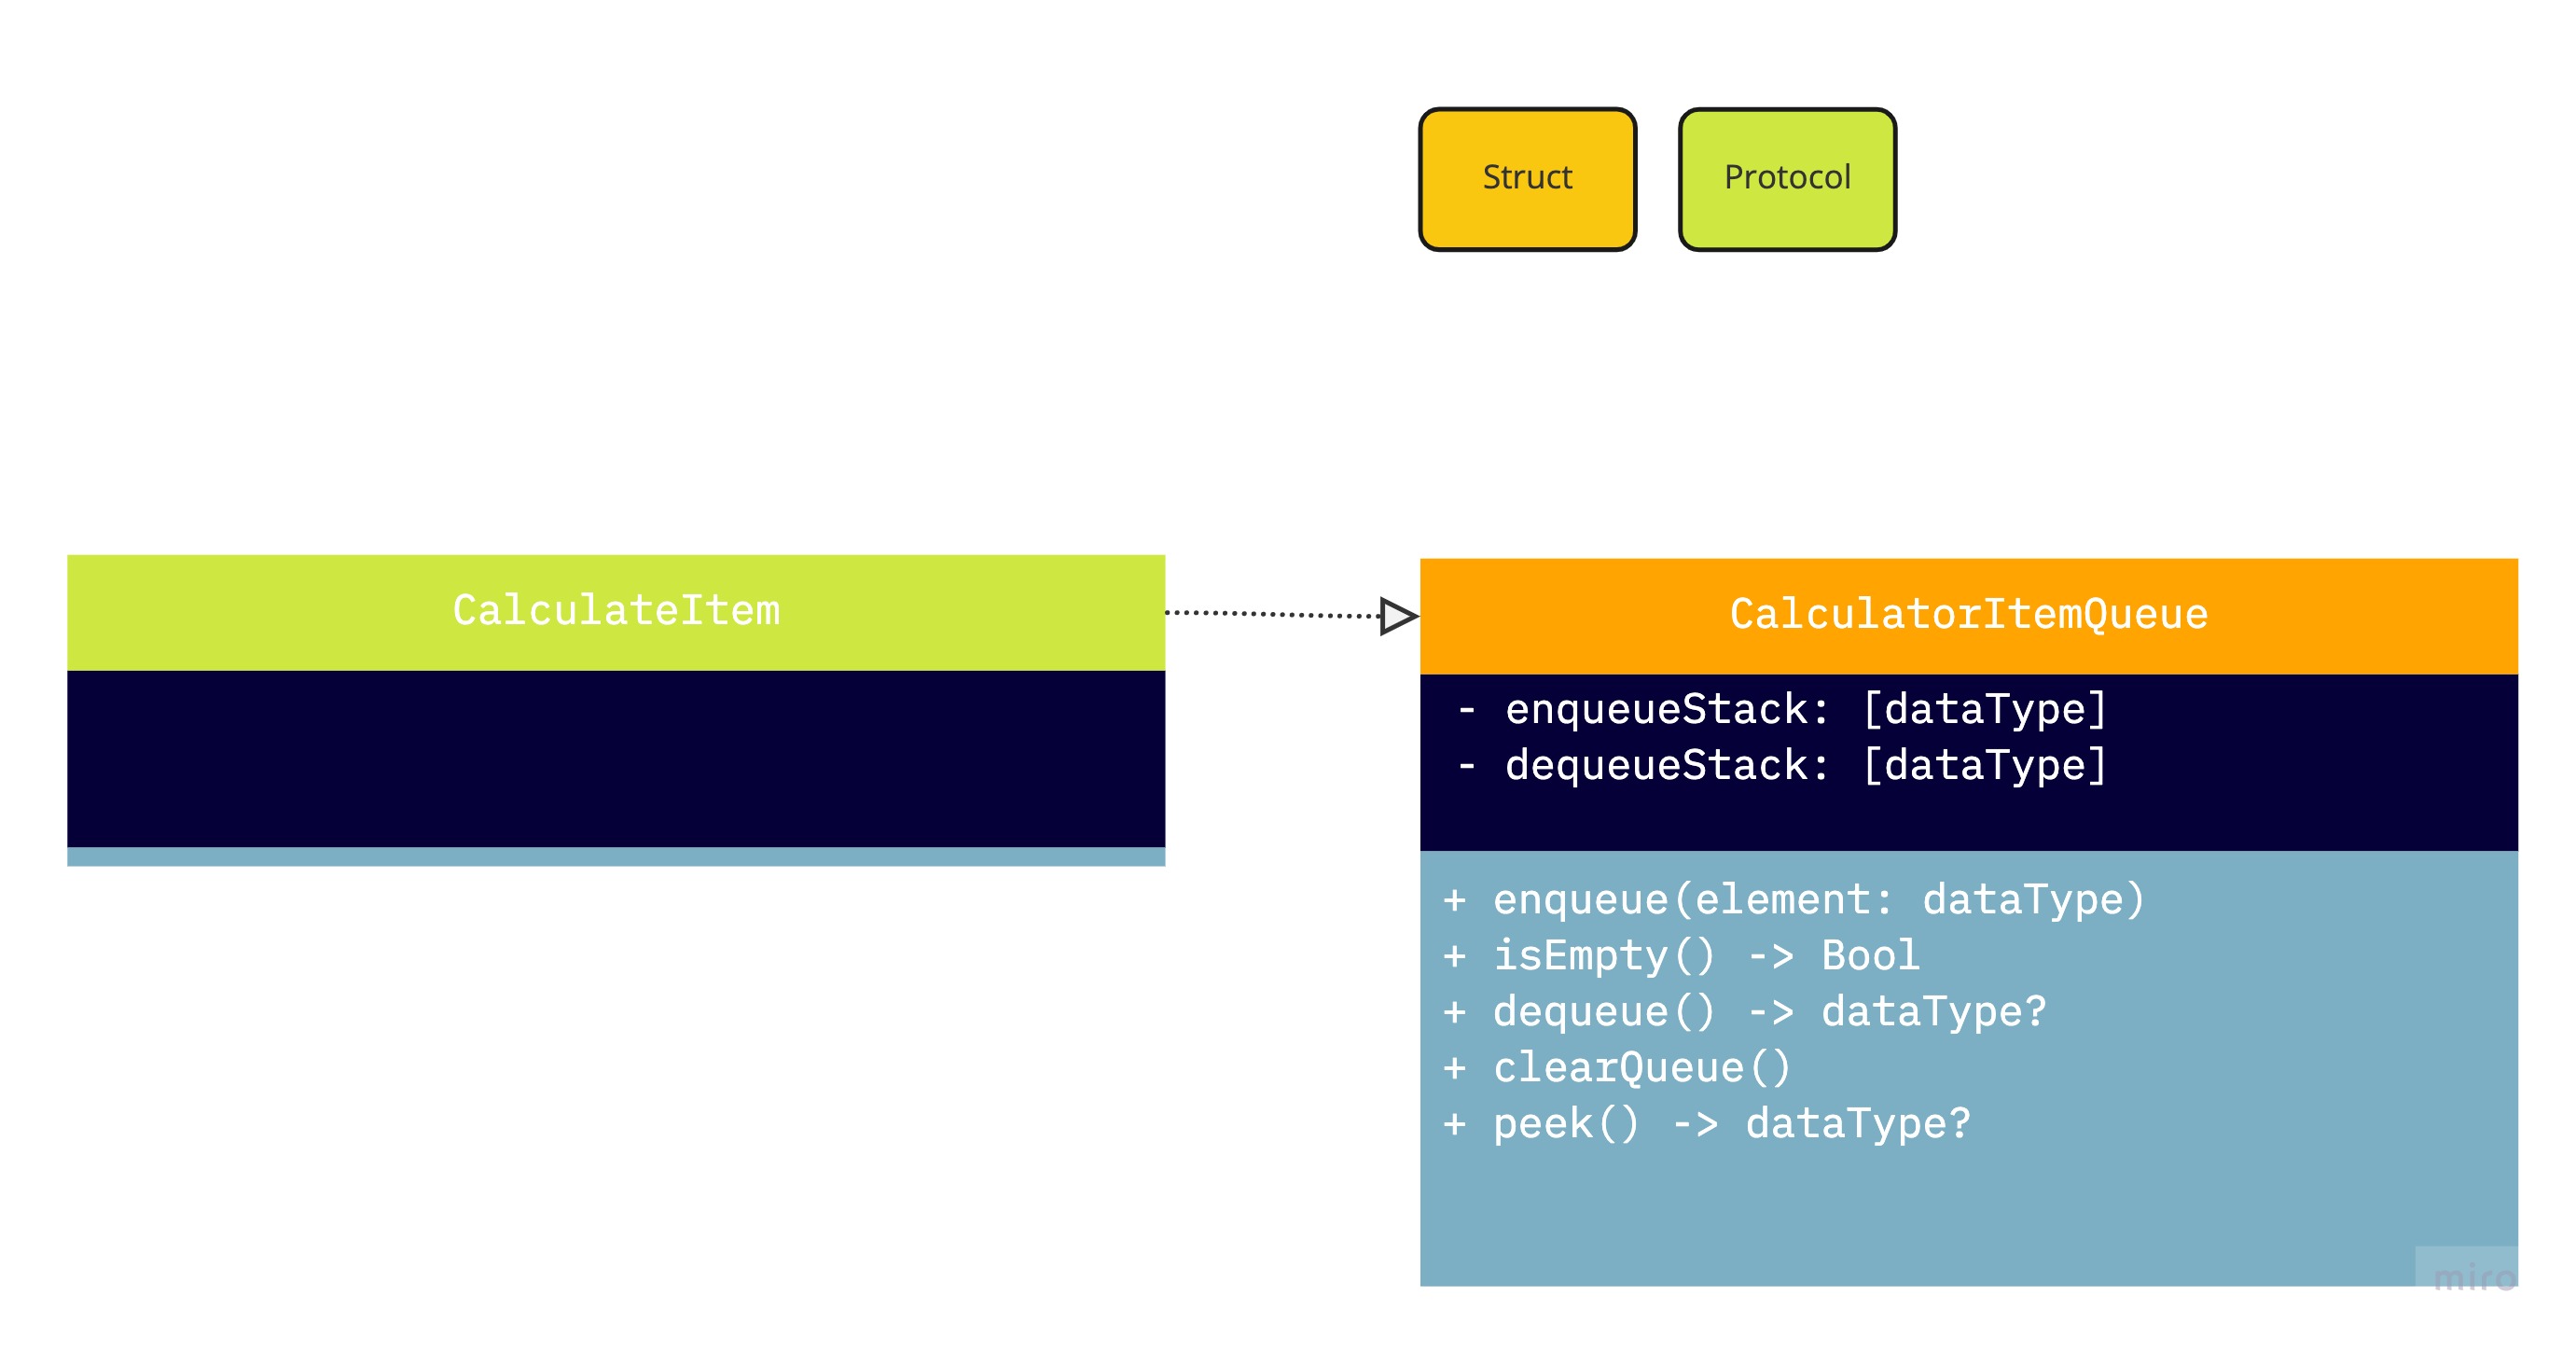 Struct
Protocol
CalculateItem
CalculatorItemQueue
- enqueueStack: [dataType]
- dequeueStack: [dataType]
+ enqueue(element: dataType)
+ isEmpty() -> Bool
+ dequeue() -> dataType?
+ clearQueue()
+ peek() -> dataType?
miro